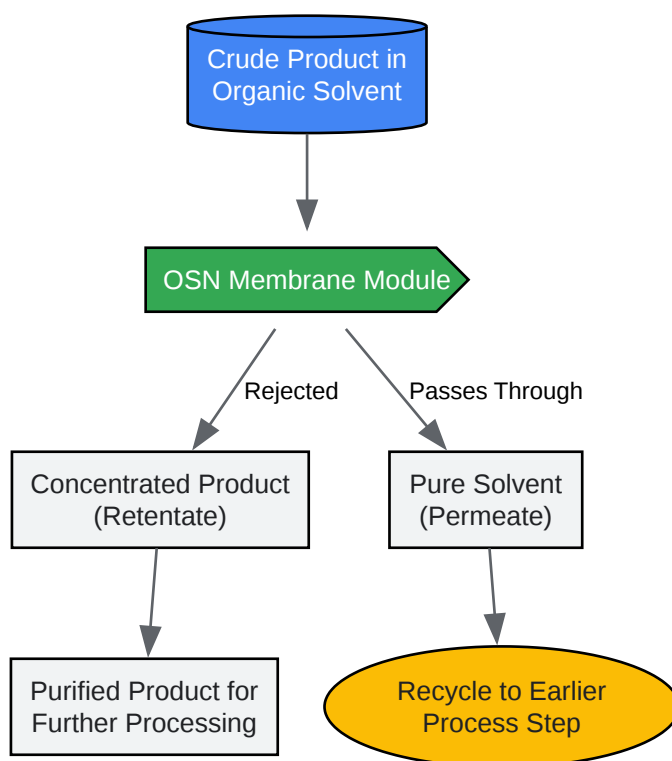 Crude Product in
Organic Solvent
OSN Membrane Module
Rejected
Passes Through
Concentrated Product
(Retentate)
Pure Solvent
(Permeate)
Purified Product for
Further Processing
Recycle to Earlier
Process Step